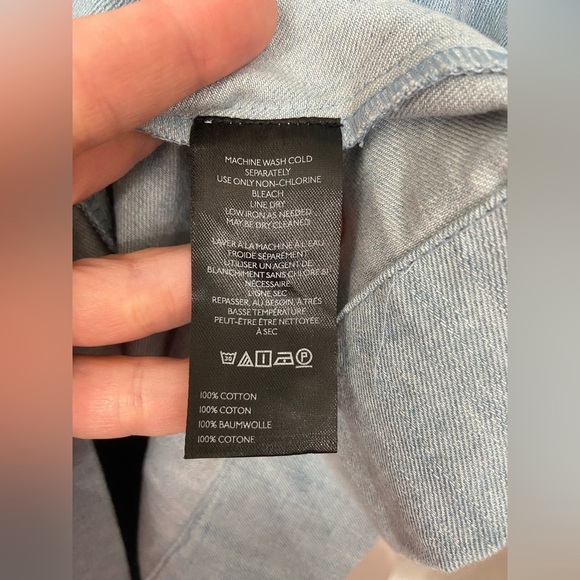 MACHINE WASH COLD
SEPARATELY
USE ONLY NON-CHLORINE
BLEACH
LINE DRY
LOW IRON AS NEEDED
MAY BE DRY CLEANED
LAVER À LA MACHINE À L'EAU
FROIDE SÉPARÉMENT
UTILISER UN AGENT DE
BLANCHIMENT SANS CHLORE SI
NÉCESSAIRE
LIGNE SEC
REPASSER, AU BESOIN, À TRÉS
BASSE TEMPÉRATURE
PEUT-ÊTRE ÊTRE NETTOYÉE
À SEC
30 P
100% COTTON
100% COTON
100% BAUMWOLLE
100% COTONE